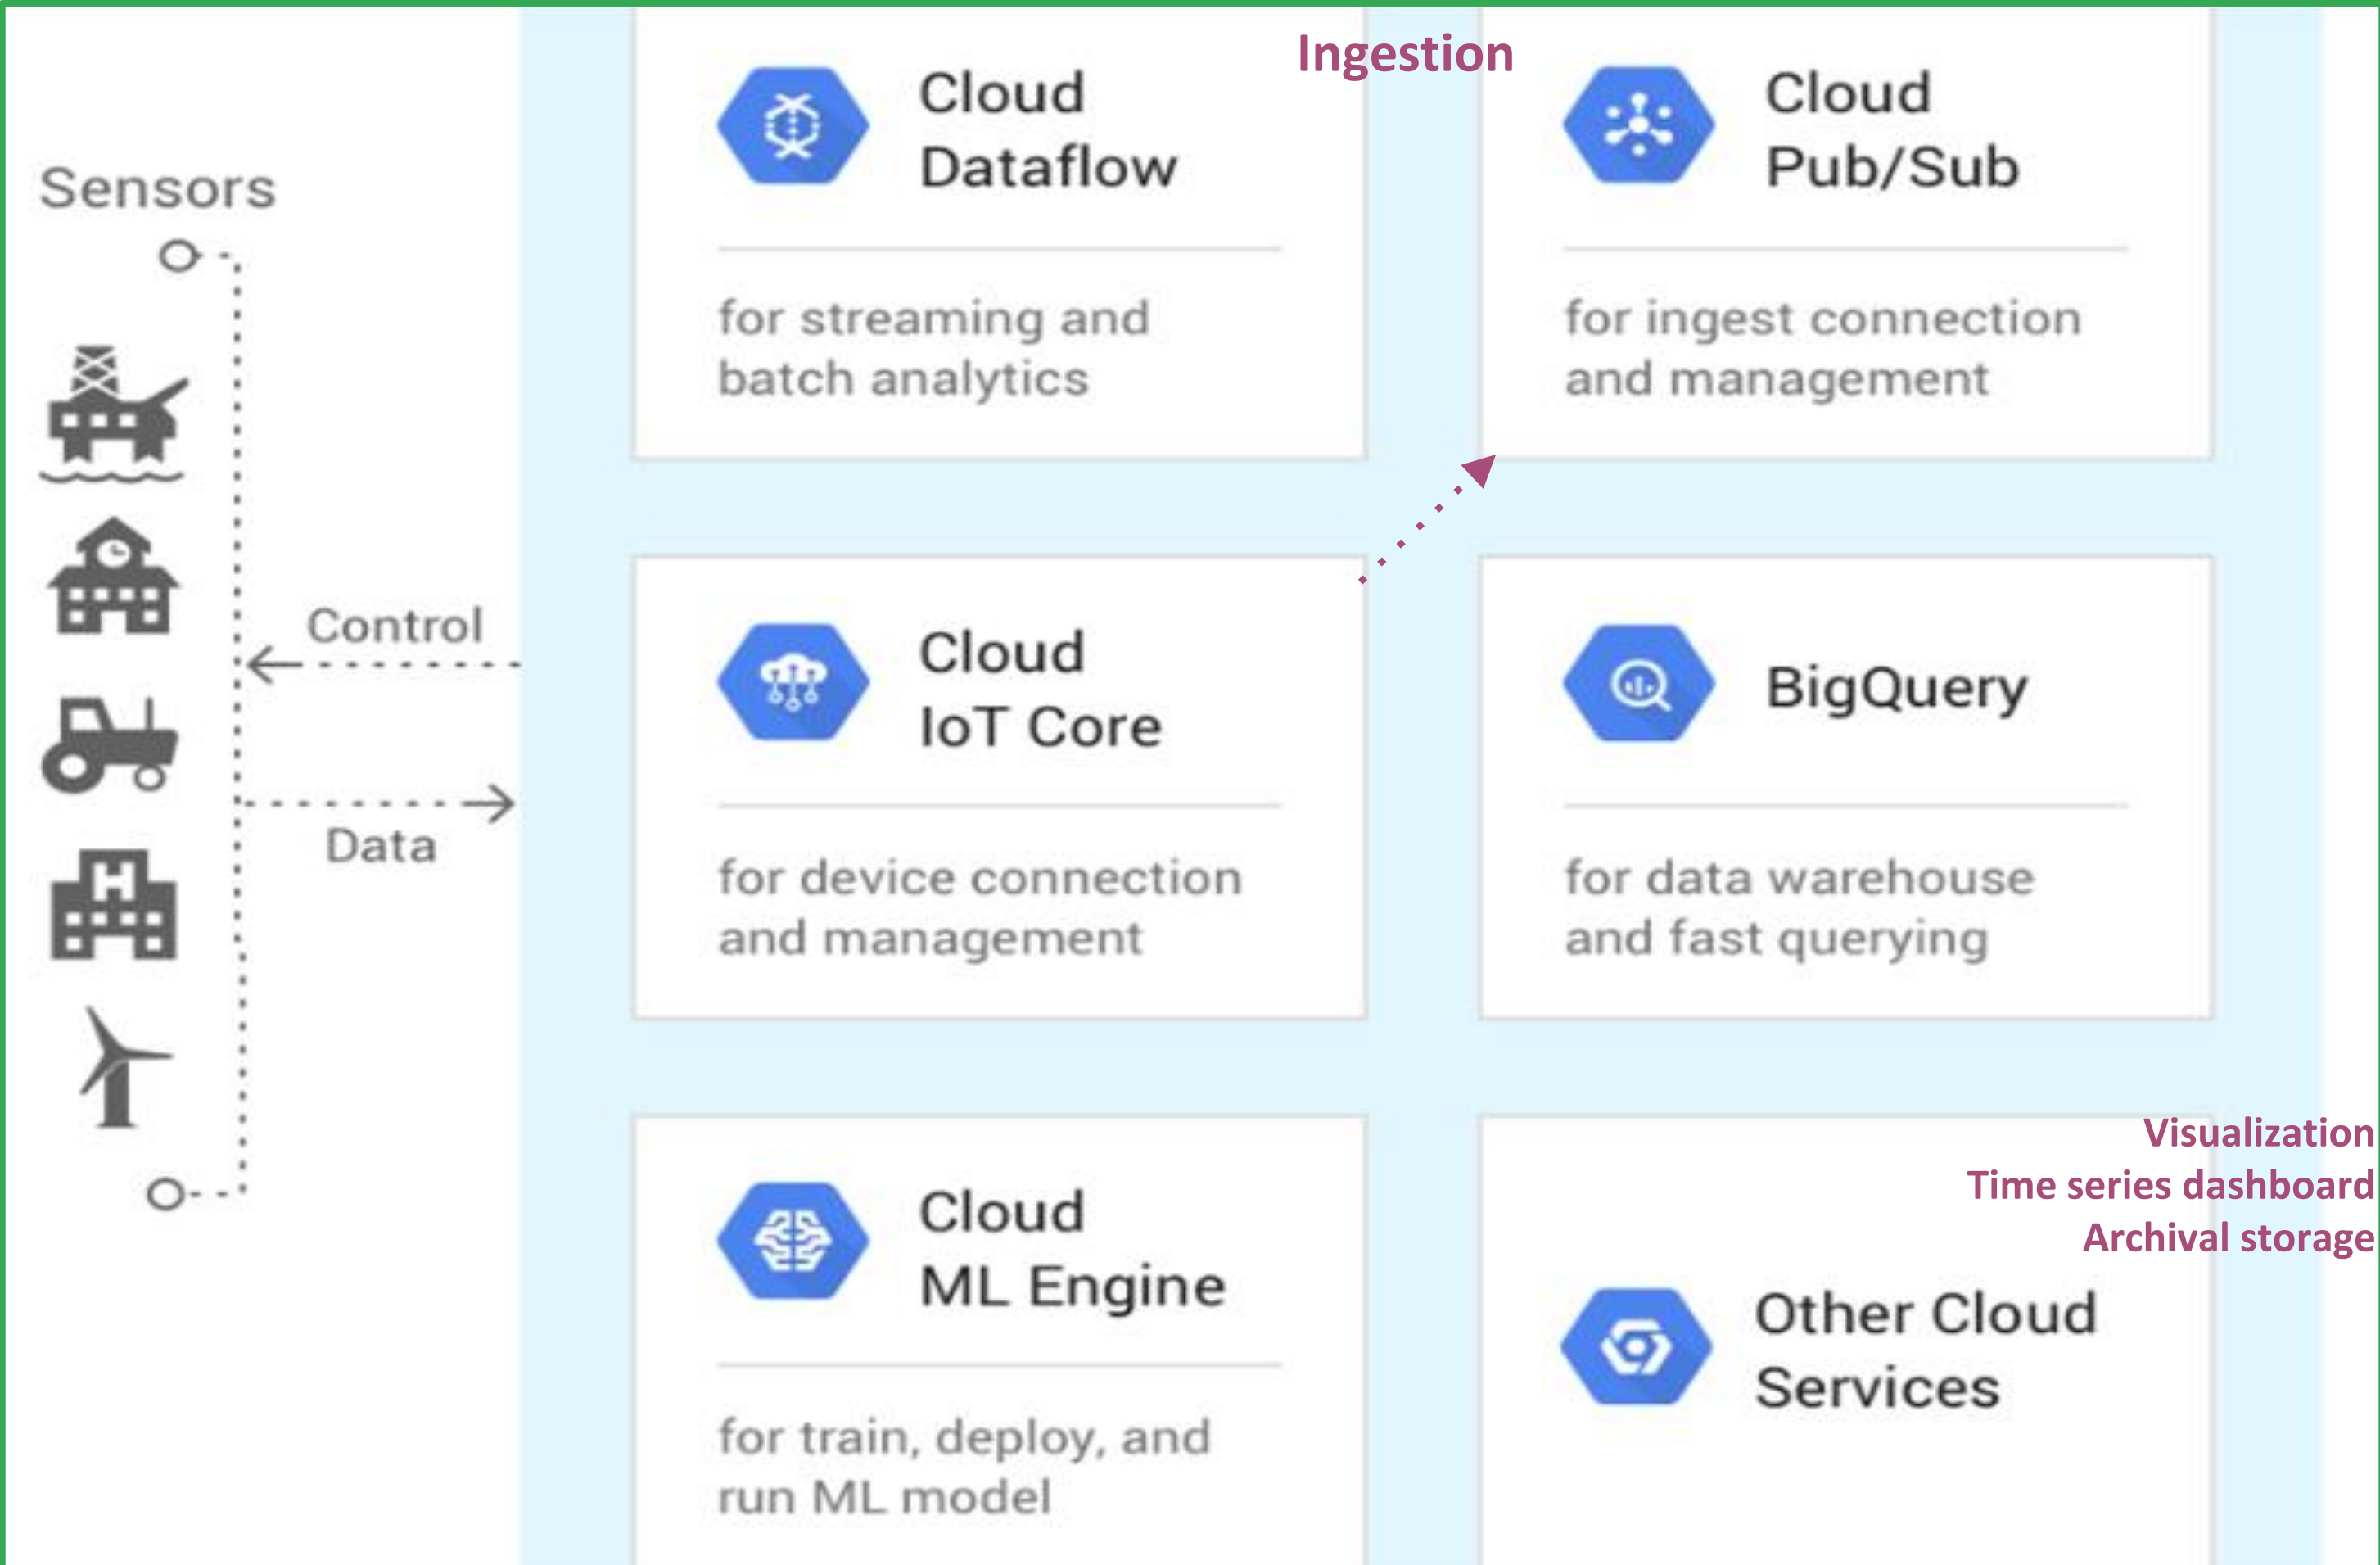 Ingestion
Sensors
Control
Data
Cloud
Dataflow
for streaming and
batch analytics
Cloud
Pub/Sub
for ingest connection
and management
Cloud
IoT Core
for device connection
and management
BigQuery
for data warehouse
and fast querying
Cloud
ML Engine
for train, deploy, and
run ML model
Visualization
Time series dashboard
Archival storage
Other Cloud
Services
H